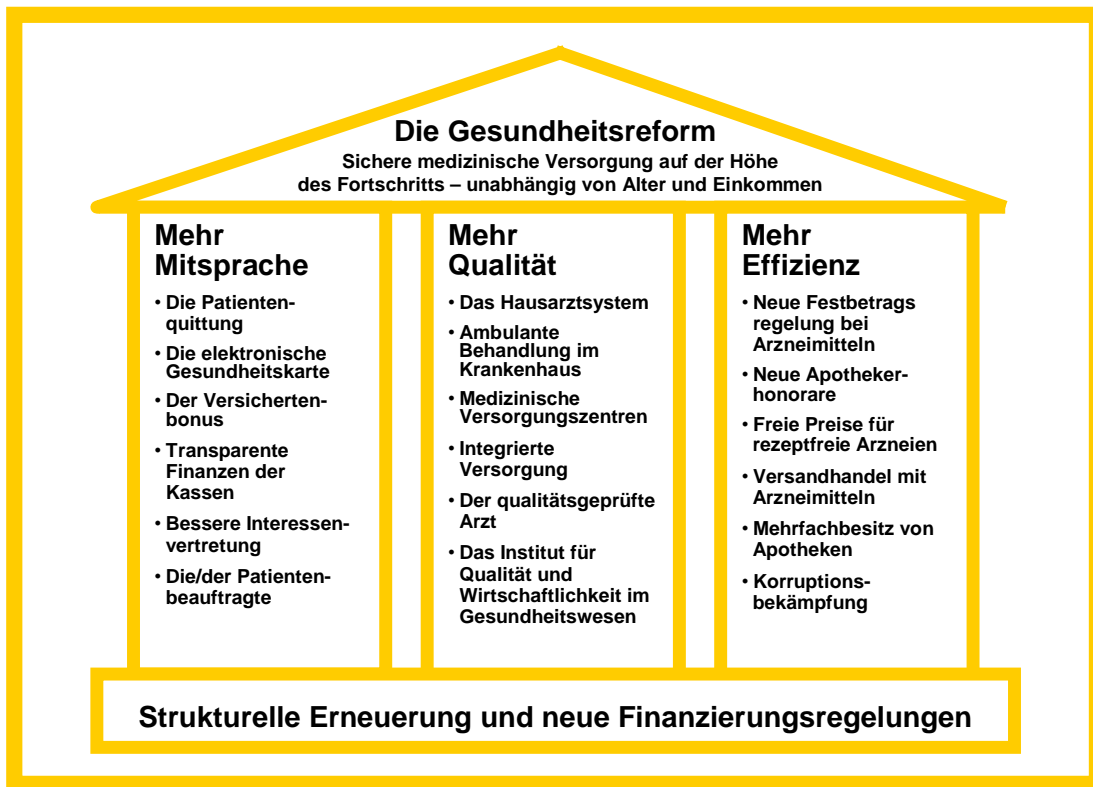 Die Gesundheitsreform
Sichere medizinische Versorgung auf der Höhe
des Fortschritts – unabhängig von Alter und Einkommen
Mehr
Mitsprache
• Die Patienten-
quittung
• Die elektronische
Gesundheitskarte
• Der Versicherten-
bonus
• Transparente
Finanzen der
Kassen
• Bessere Interessen-
vertretung
• Die/der Patienten-
beauftragte
Mehr
Qualität
• Das Hausarztsystem
• Ambulante
Behandlung im
Krankenhaus
• Medizinische
Versorgungszentren
• Integrierte
Versorgung
• Der qualitätsgeprüfte
Arzt
• Das Institut für
Qualität und
Wirtschaftlichkeit im
Gesundheitswesen
Mehr
Effizienz
• Neue Festbetrags
regelung bei
Arzneimitteln
• Neue Apotheker-
honorare
• Freie Preise für
rezeptfreie Arzneien
• Versandhandel mit
Arzneimitteln
• Mehrfachbesitz von
Apotheken
• Korruptions-
bekämpfung
Strukturelle Erneuerung und neue Finanzierungsregelungen